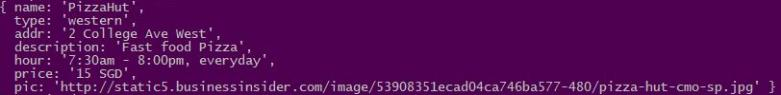 { name: 'PizzaHut',
type: 'western',
addr: '2 College Ave West',
description: 'Fast food Pizza',
hour: '7:30am - 8:00pm, everyday',
price: '15 SGD',
pic: 'http://static5.businessinsider.com/image/53908351ecad04ca746ba577-480/pizza-hut-cmo-sp.jpg' }